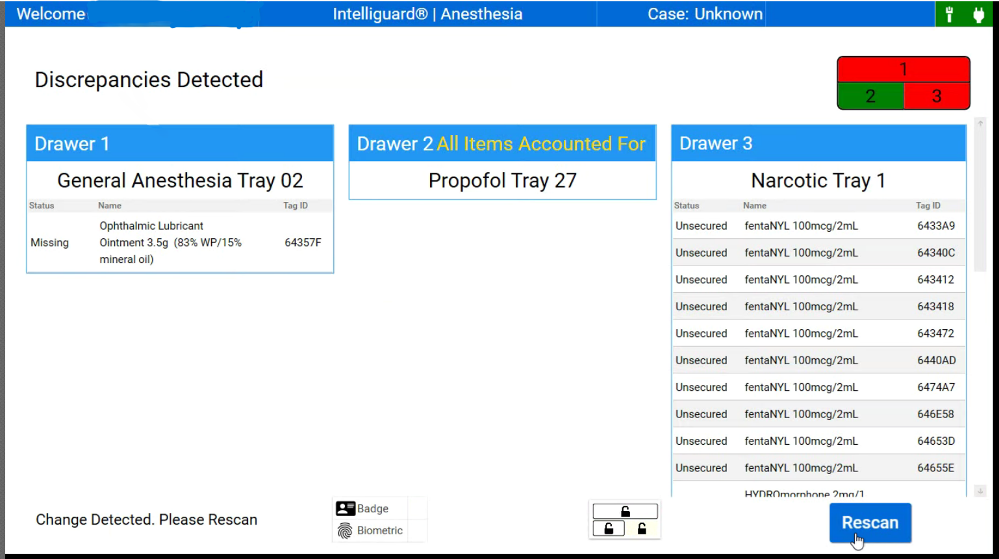 Welcome
Intelliguard® | Anesthesia
Case: Unknown
Discrepancies Detected
1
2 3
Drawer 1
General Anesthesia Tray 02
Status Name Tag ID
Missing Ophthalmic Lubricant Ointment 3.5g (83% WP/15% mineral oil) 64357F
Drawer 2 All Items Accounted For
Propofol Tray 27
Drawer 3
Narcotic Tray 1
Status Name Tag ID
Unsecured fentaNYL 100mcg/2mL 6433A9
Unsecured fentaNYL 100mcg/2mL 64340C
Unsecured fentaNYL 100mcg/2mL 643412
Unsecured fentaNYL 100mcg/2mL 643418
Unsecured fentaNYL 100mcg/2mL 643472
Unsecured fentaNYL 100mcg/2mL 6440AD
Unsecured fentaNYL 100mcg/2mL 6474A7
Unsecured fentaNYL 100mcg/2mL 646E58
Unsecured fentaNYL 100mcg/2mL 64653D
Unsecured fentaNYL 100mcg/2mL 64655E
HYDROmorphone 2mg/1
Change Detected. Please Rescan
Badge
Biometric
Rescan